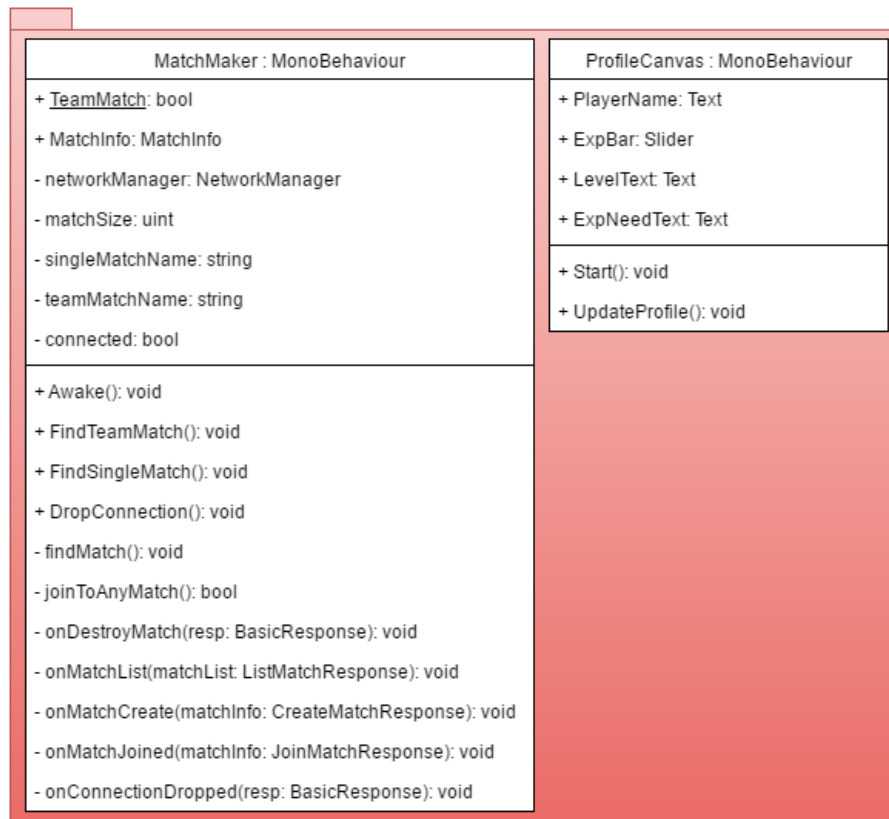 MatchMaker : MonoBehaviour
+ TeamMatch: bool
+ MatchInfo: MatchInfo
- networkManager: NetworkManager
- matchSize: uint
- singleMatchName: string
- teamMatchName: string
- connected: bool
+ Awake(): void
+ FindTeamMatch(): void
+ FindSingleMatch(): void
+ DropConnection(): void
- findMatch(): void
- joinToAnyMatch(): bool
- onDestroyMatch(resp: BasicResponse): void
- onMatchList(matchList: ListMatchResponse): void
- onMatchCreate(matchInfo: CreateMatchResponse): void
- onMatchJoined(matchInfo: JoinMatchResponse): void
- onConnectionDropped(resp: BasicResponse): void
ProfileCanvas : MonoBehaviour
+ PlayerName: Text
+ ExpBar: Slider
+ LevelText: Text
+ ExpNeedText: Text
+ Start(): void
+ UpdateProfile(): void